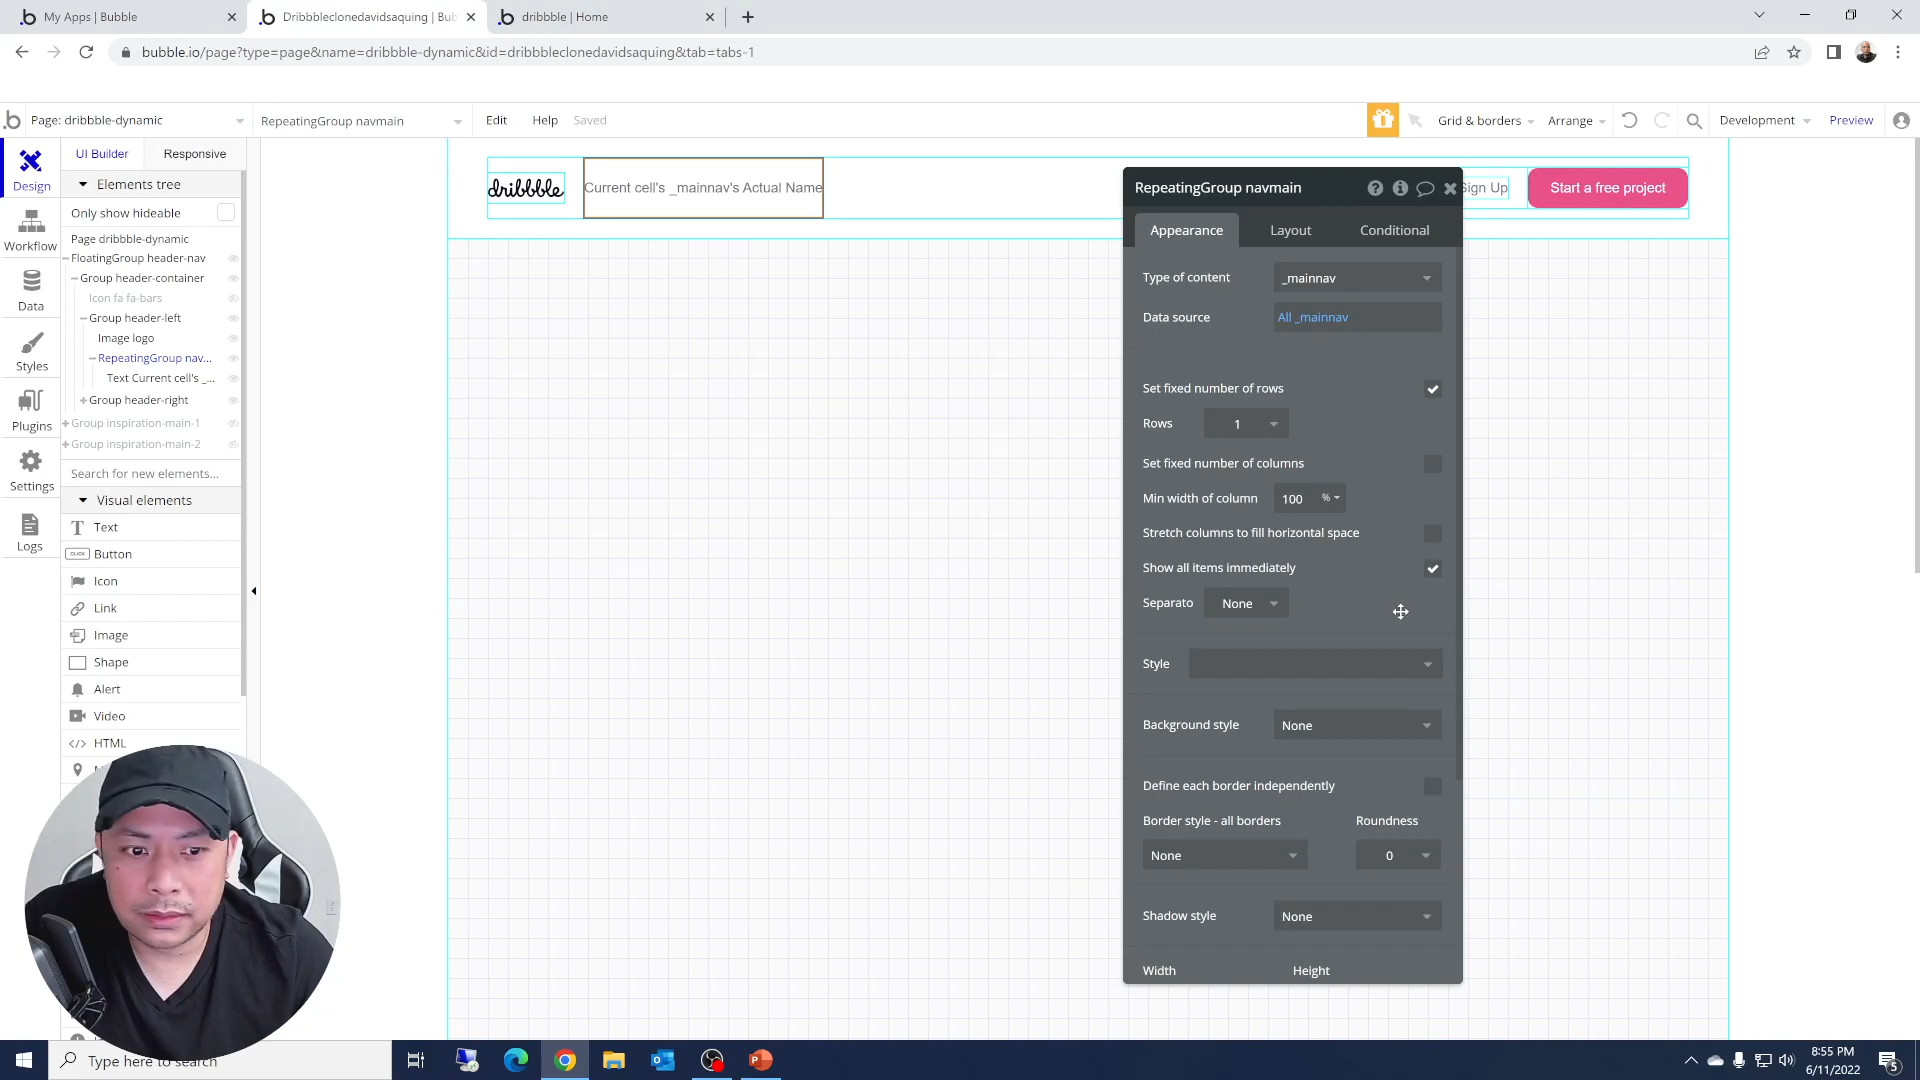 My Apps | Bubble
Dribbbleclonedavidsaquing | Bub
dribbble | Home
bubble.io/page?type=page&name=dribbble-dynamic&id=dribbbleclonedavidsaquing&tab=tabs-1
Page: dribbble-dynamic
RepeatingGroup navmain
Edit
Help
Saved
Grid & borders
Arrange
Development
Preview
Design
Workflow
Data
Styles
Plugins
Settings
Logs
UI Builder
Responsive
Elements tree
Only show hideable
Page dribbble-dynamic
FloatingGroup header-nav
Group header-container
Icon fa fa-bars
Group header-left
Image logo
RepeatingGroup nav...
Text Current cell's _...
Group header-right
Group inspiration-main-1
Group inspiration-main-2
Search for new elements...
Visual elements
Text
CLICK Button
Icon
Link
Image
Shape
Alert
Video
</> HTML
dribbble
Current cell's _mainnav's Actual Name
Sign Up
Start a free project
RepeatingGroup navmain
Appearance
Layout
Conditional
Type of content
_mainnav
Data source
All _mainnav
Set fixed number of rows
Rows
1
Set fixed number of columns
Min width of column
100
%
Stretch columns to fill horizontal space
Show all items immediately
Separato
None
Style
Background style
None
Define each border independently
Border style - all borders
Roundness
None
0
Shadow style
None
Width
Height
Type here to search
8:55 PM
6/11/2022
5